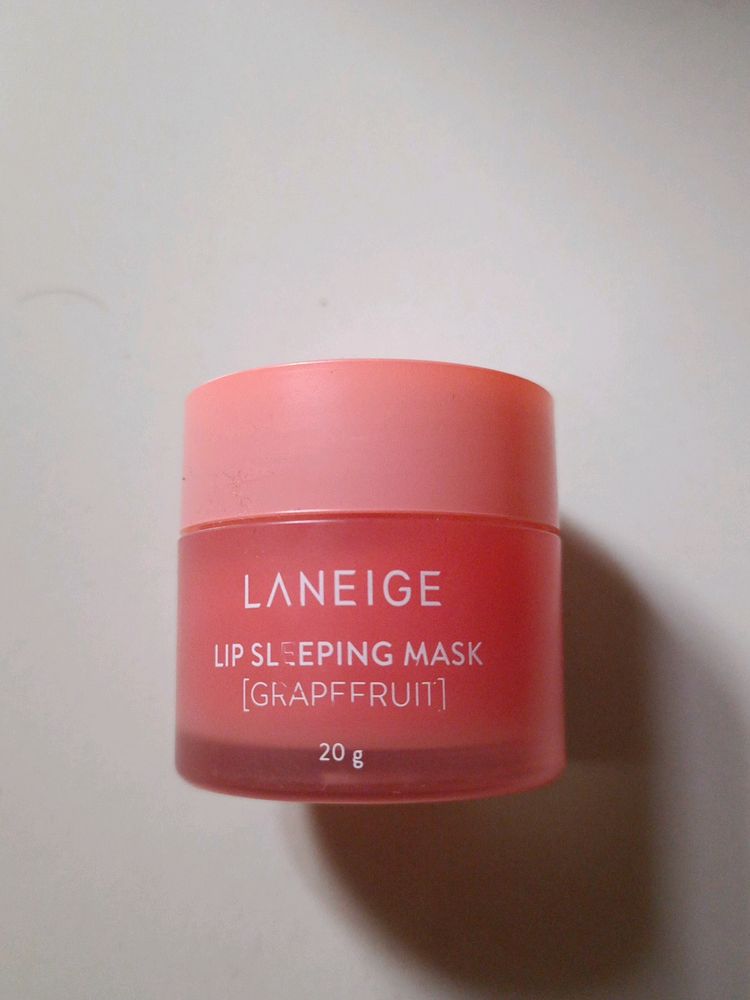 LANEIGE
LIP SLEEPING MASK
[GRAPEFRUIT]
20 g